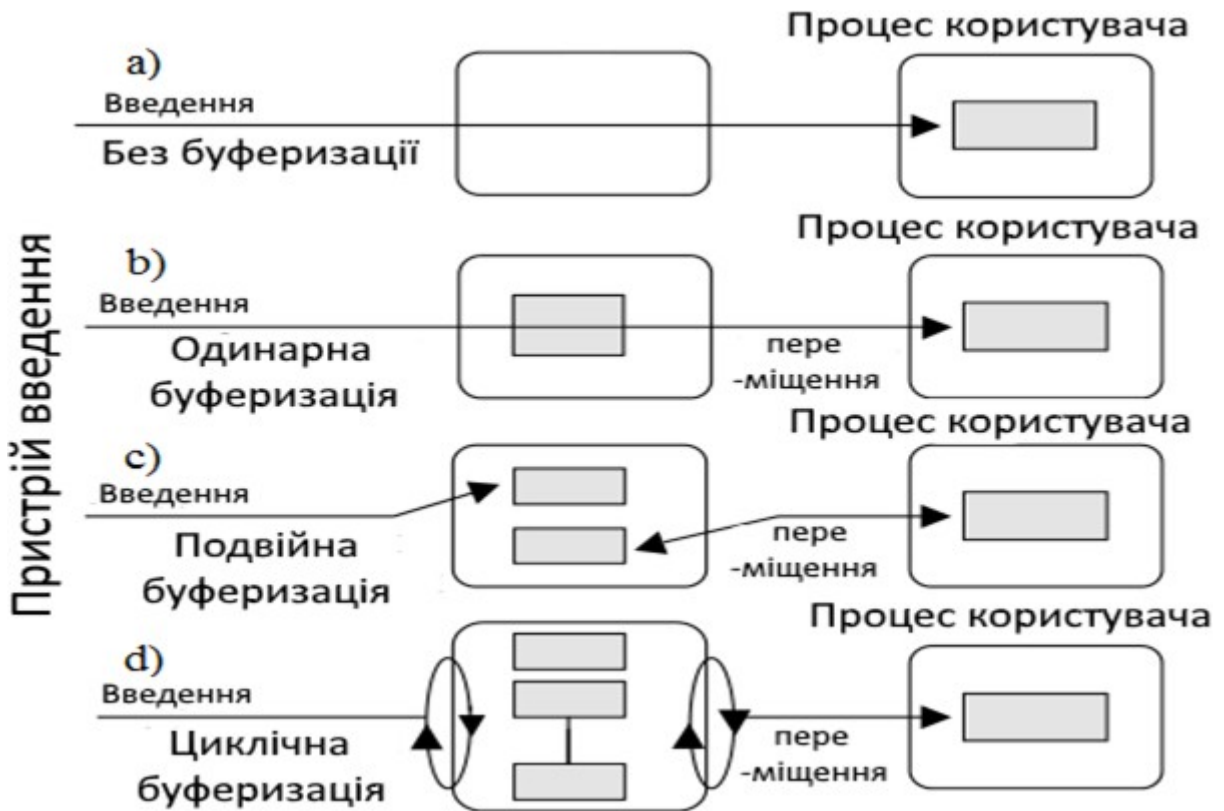 Пристрій введення
Процес користувача
a)
Введення
Без буферизації
Процес користувача
b)
Введення
Одинарна
буферизація
пере
-міщення
Процес користувача
c)
Введення
Подвійна
буферизація
пере
-міщення
Процес користувача
d)
Введення
Циклічна
буферизація
пере
-міщення